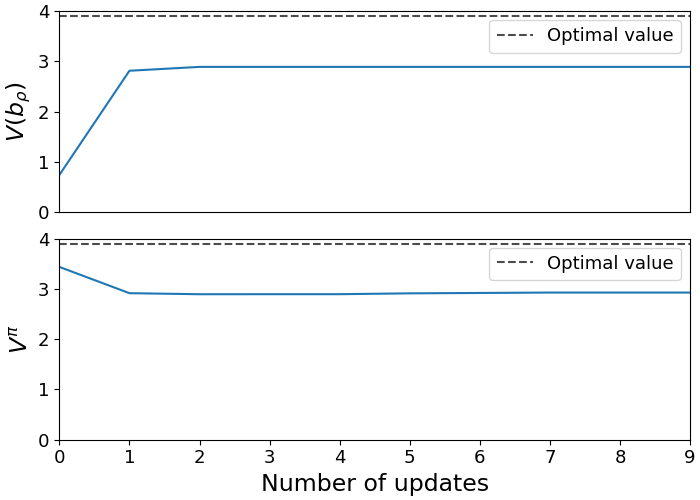 4
3
2
1
0
V(b_ρ)
Optimal value
4
3
2
1
0
V^π
Optimal value
0 1 2 3 4 5 6 7 8 9
Number of updates